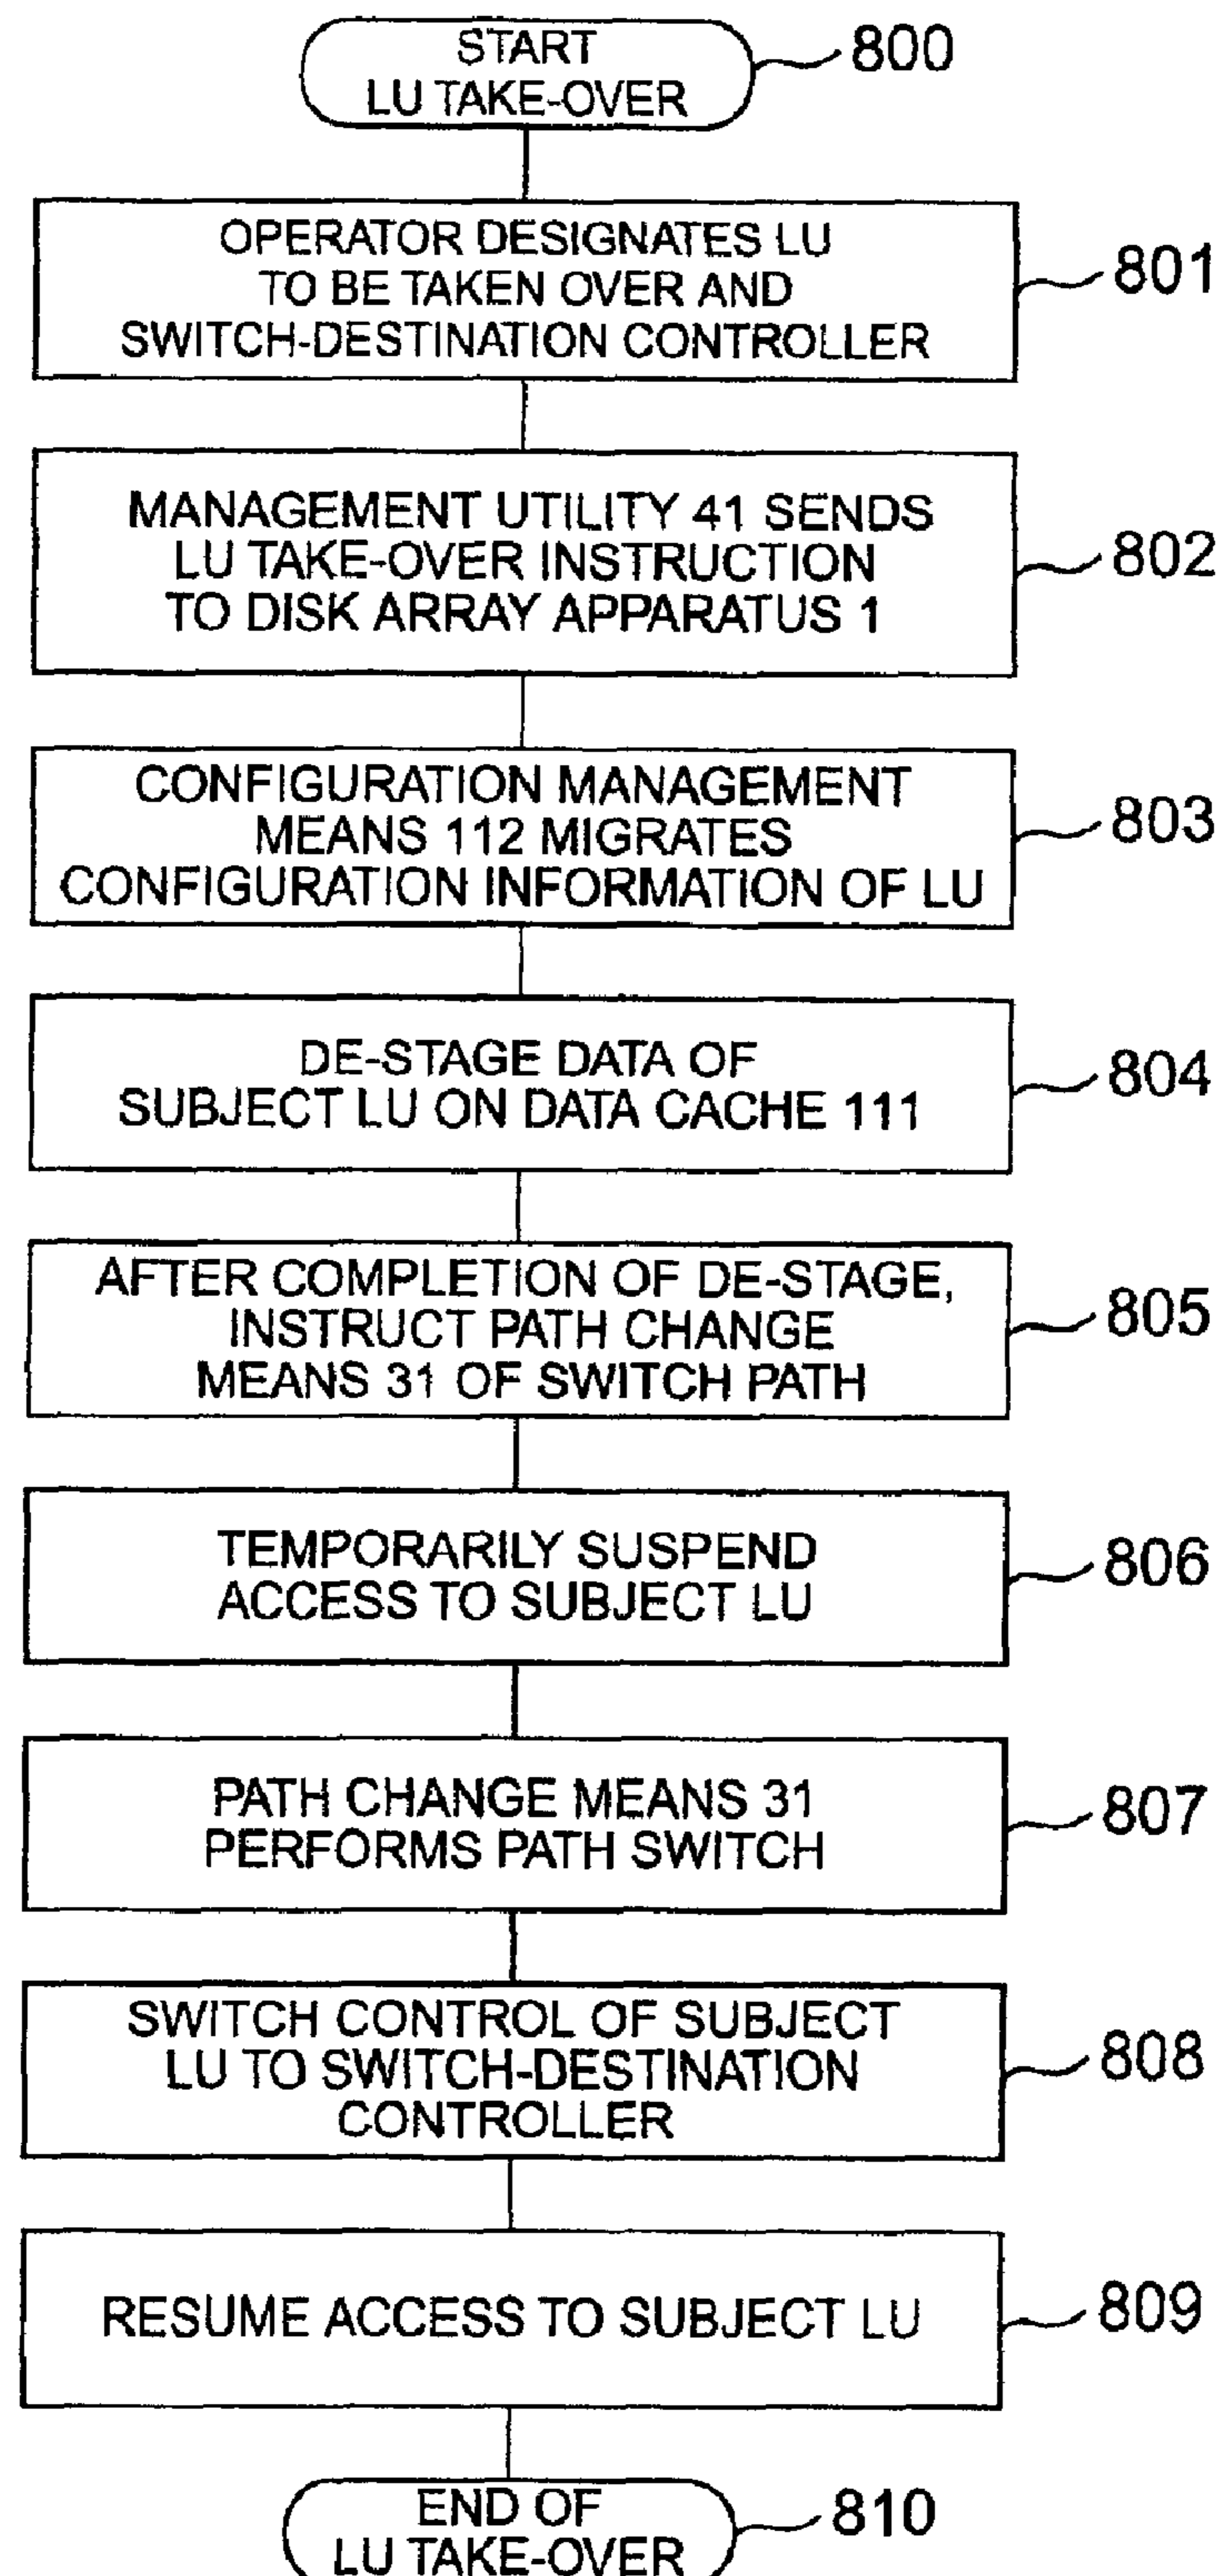 START
LU TAKE-OVER
800
OPERATOR DESIGNATES LU
TO BE TAKEN OVER AND
SWITCH-DESTINATION CONTROLLER
801
MANAGEMENT UTILITY 41 SENDS
LU TAKE-OVER INSTRUCTION
TO DISK ARRAY APPARATUS 1
802
CONFIGURATION MANAGEMENT
MEANS 112 MIGRATES
CONFIGURATION INFORMATION OF LU
803
DE-STAGE DATA OF
SUBJECT LU ON DATA CACHE 111
804
AFTER COMPLETION OF DE-STAGE,
INSTRUCT PATH CHANGE
MEANS 31 OF SWITCH PATH
805
TEMPORARILY SUSPEND
ACCESS TO SUBJECT LU
806
PATH CHANGE MEANS 31
PERFORMS PATH SWITCH
807
SWITCH CONTROL OF SUBJECT
LU TO SWITCH-DESTINATION
CONTROLLER
808
RESUME ACCESS TO SUBJECT LU
809
END OF
LU TAKE-OVER
810